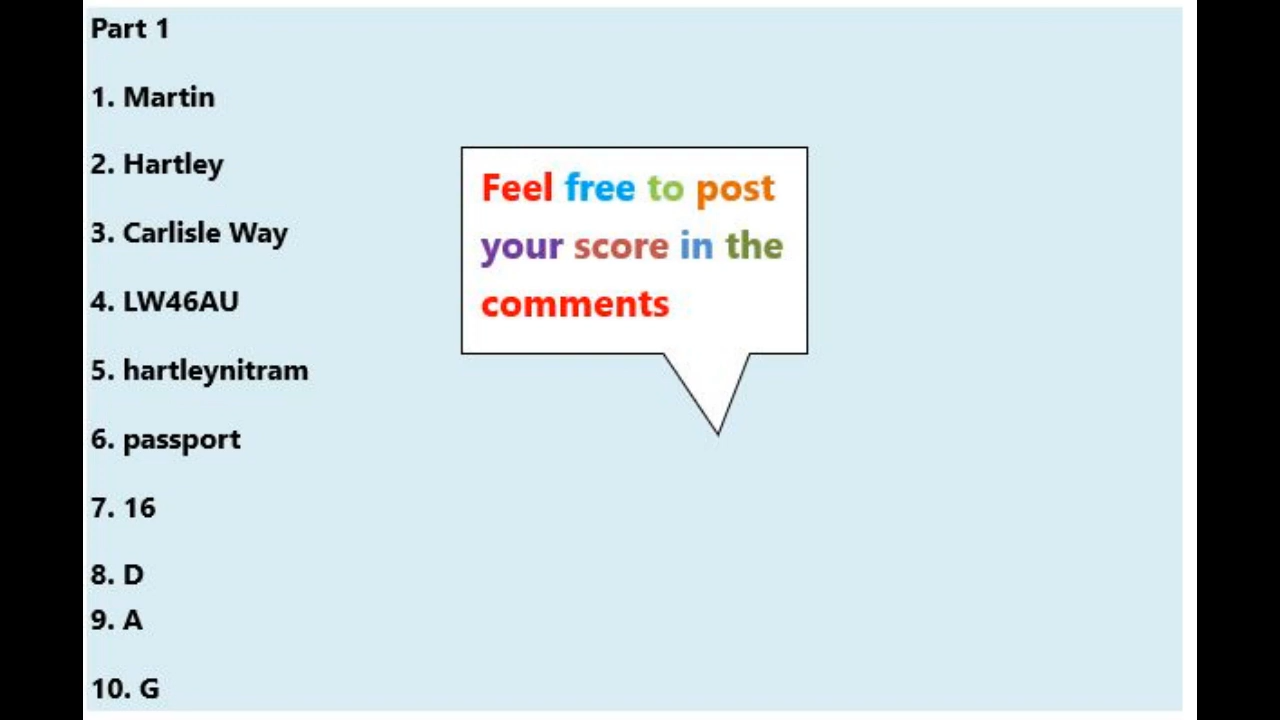 Part 1
1. Martin
2. Hartley
3. Carlisle Way
4. LW46AU
5. hartleynitram
6. passport
7. 16
8. D
9. A
10. G
Feel free to post
your score in the
comments